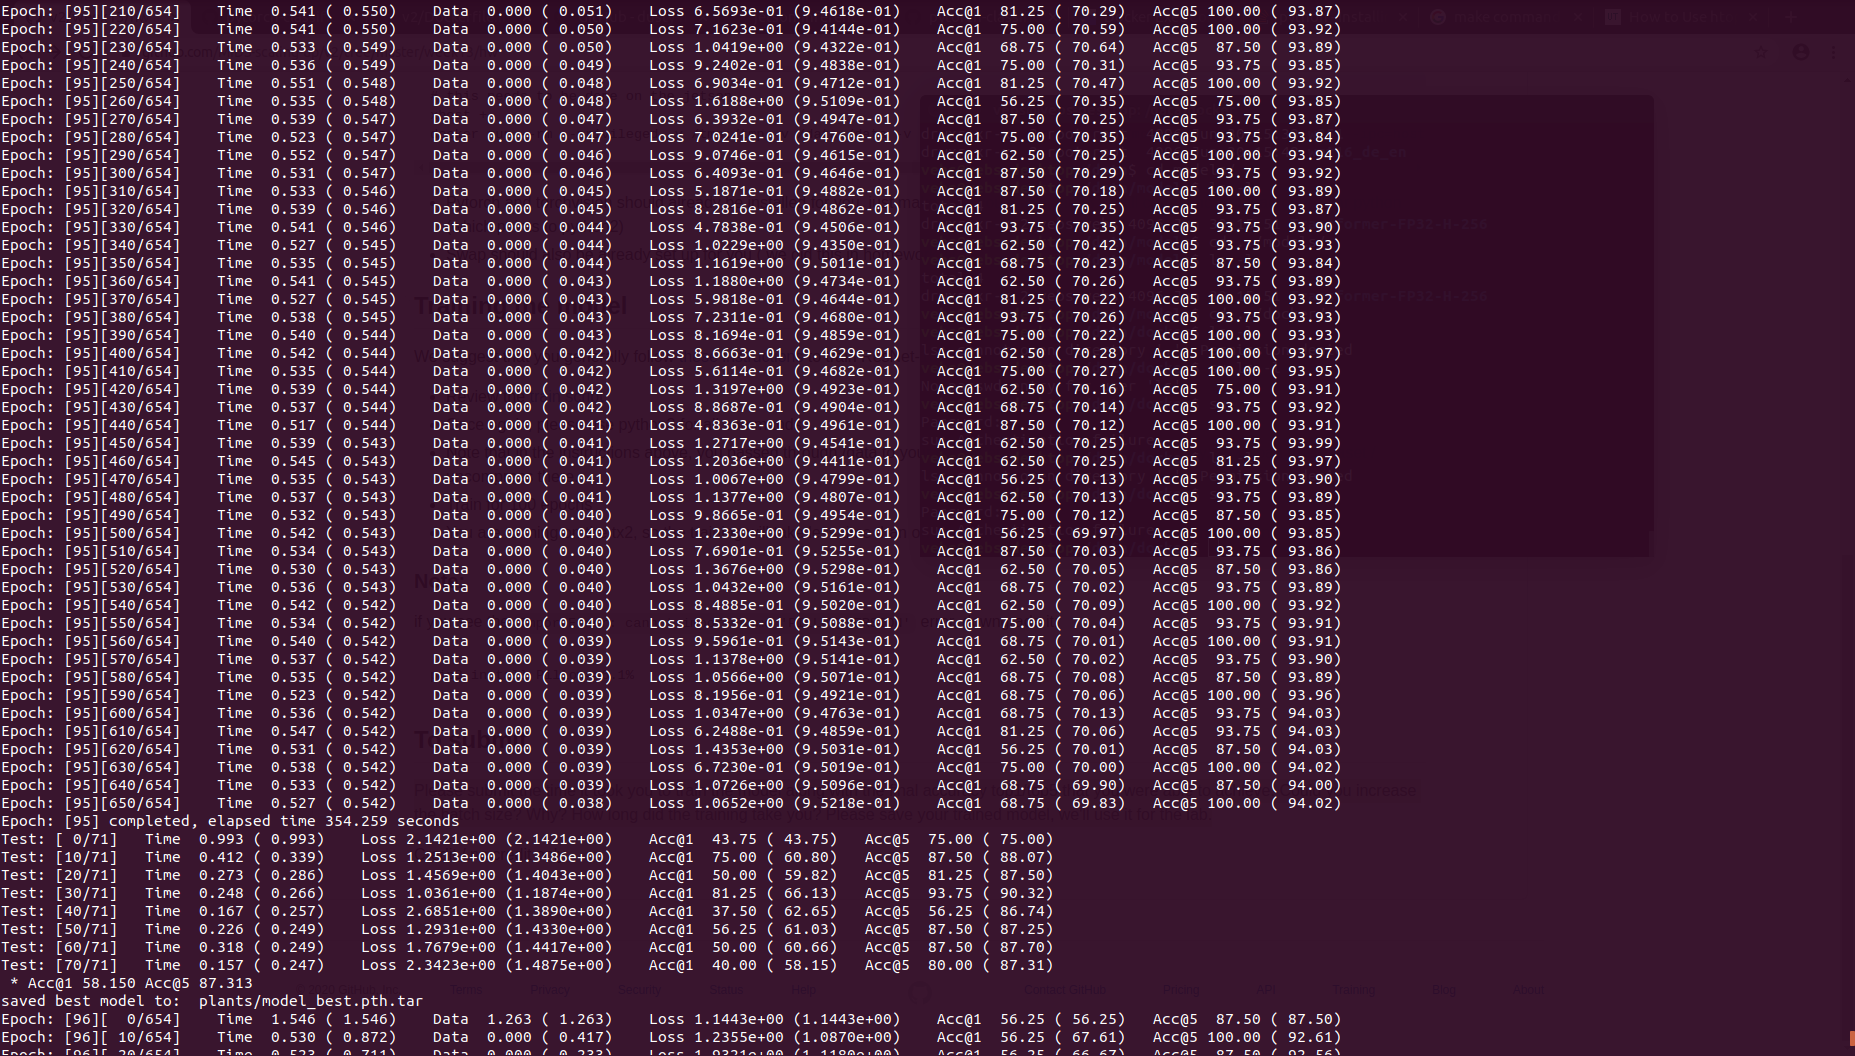 Epoch: [95][210/654]    Time  0.541 ( 0.550)    Data  0.000 ( 0.051)    Loss 6.5693e-01 (9.4618e-01)    Acc@1  81.25 ( 70.29)   Acc@5 100.00 ( 93.87)
Epoch: [95][220/654]    Time  0.541 ( 0.550)    Data  0.000 ( 0.050)    Loss 7.1623e-01 (9.4144e-01)    Acc@1  75.00 ( 70.59)   Acc@5 100.00 ( 93.92)
Epoch: [95][230/654]    Time  0.533 ( 0.549)    Data  0.000 ( 0.050)    Loss 1.0419e+00 (9.4322e-01)    Acc@1  68.75 ( 70.64)   Acc@5  87.50 ( 93.89)
Epoch: [95][240/654]    Time  0.536 ( 0.549)    Data  0.000 ( 0.049)    Loss 9.2402e-01 (9.4838e-01)    Acc@1  75.00 ( 70.31)   Acc@5  93.75 ( 93.85)
Epoch: [95][250/654]    Time  0.551 ( 0.548)    Data  0.000 ( 0.048)    Loss 6.9034e-01 (9.4712e-01)    Acc@1  81.25 ( 70.47)   Acc@5 100.00 ( 93.92)
Epoch: [95][260/654]    Time  0.535 ( 0.548)    Data  0.000 ( 0.048)    Loss 1.6188e+00 (9.5109e-01)    Acc@1  56.25 ( 70.35)   Acc@5  75.00 ( 93.85)
Epoch: [95][270/654]    Time  0.539 ( 0.547)    Data  0.000 ( 0.047)    Loss 6.3932e-01 (9.4947e-01)    Acc@1  87.50 ( 70.25)   Acc@5  93.75 ( 93.87)
Epoch: [95][280/654]    Time  0.523 ( 0.547)    Data  0.000 ( 0.047)    Loss 7.0241e-01 (9.4760e-01)    Acc@1  75.00 ( 70.35)   Acc@5  93.75 ( 93.84)
Epoch: [95][290/654]    Time  0.552 ( 0.547)    Data  0.000 ( 0.046)    Loss 9.0746e-01 (9.4615e-01)    Acc@1  62.50 ( 70.25)   Acc@5 100.00 ( 93.94)
Epoch: [95][300/654]    Time  0.531 ( 0.547)    Data  0.000 ( 0.046)    Loss 6.4093e-01 (9.4646e-01)    Acc@1  87.50 ( 70.29)   Acc@5  93.75 ( 93.92)
Epoch: [95][310/654]    Time  0.533 ( 0.546)    Data  0.000 ( 0.045)    Loss 5.1871e-01 (9.4882e-01)    Acc@1  87.50 ( 70.18)   Acc@5 100.00 ( 93.89)
Epoch: [95][320/654]    Time  0.539 ( 0.546)    Data  0.000 ( 0.045)    Loss 8.2816e-01 (9.4862e-01)    Acc@1  81.25 ( 70.25)   Acc@5  93.75 ( 93.87)
Epoch: [95][330/654]    Time  0.541 ( 0.546)    Data  0.000 ( 0.044)    Loss 4.7838e-01 (9.4506e-01)    Acc@1  93.75 ( 70.35)   Acc@5  93.75 ( 93.90)
Epoch: [95][340/654]    Time  0.527 ( 0.545)    Data  0.000 ( 0.044)    Loss 1.0229e+00 (9.4350e-01)    Acc@1  62.50 ( 70.42)   Acc@5  93.75 ( 93.93)
Epoch: [95][350/654]    Time  0.535 ( 0.545)    Data  0.000 ( 0.044)    Loss 1.1619e+00 (9.5011e-01)    Acc@1  68.75 ( 70.23)   Acc@5  87.50 ( 93.84)
Epoch: [95][360/654]    Time  0.541 ( 0.545)    Data  0.000 ( 0.043)    Loss 1.1880e+00 (9.4734e-01)    Acc@1  62.50 ( 70.26)   Acc@5  93.75 ( 93.89)
Epoch: [95][370/654]    Time  0.527 ( 0.545)    Data  0.000 ( 0.043)    Loss 5.9818e-01 (9.4644e-01)    Acc@1  81.25 ( 70.22)   Acc@5 100.00 ( 93.92)
Epoch: [95][380/654]    Time  0.538 ( 0.545)    Data  0.000 ( 0.043)    Loss 7.2311e-01 (9.4680e-01)    Acc@1  93.75 ( 70.26)   Acc@5  93.75 ( 93.93)
Epoch: [95][390/654]    Time  0.540 ( 0.544)    Data  0.000 ( 0.043)    Loss 8.1694e-01 (9.4859e-01)    Acc@1  75.00 ( 70.22)   Acc@5 100.00 ( 93.93)
Epoch: [95][400/654]    Time  0.542 ( 0.544)    Data  0.000 ( 0.042)    Loss 8.6663e-01 (9.4629e-01)    Acc@1  62.50 ( 70.28)   Acc@5 100.00 ( 93.97)
Epoch: [95][410/654]    Time  0.535 ( 0.544)    Data  0.000 ( 0.042)    Loss 5.6114e-01 (9.4682e-01)    Acc@1  75.00 ( 70.27)   Acc@5 100.00 ( 93.95)
Epoch: [95][420/654]    Time  0.539 ( 0.544)    Data  0.000 ( 0.042)    Loss 1.3197e+00 (9.4923e-01)    Acc@1  62.50 ( 70.16)   Acc@5  75.00 ( 93.91)
Epoch: [95][430/654]    Time  0.537 ( 0.544)    Data  0.000 ( 0.042)    Loss 8.8687e-01 (9.4904e-01)    Acc@1  68.75 ( 70.14)   Acc@5  93.75 ( 93.92)
Epoch: [95][440/654]    Time  0.517 ( 0.544)    Data  0.000 ( 0.041)    Loss 4.8363e-01 (9.4961e-01)    Acc@1  87.50 ( 70.12)   Acc@5 100.00 ( 93.91)
Epoch: [95][450/654]    Time  0.539 ( 0.543)    Data  0.000 ( 0.041)    Loss 1.2717e+00 (9.4541e-01)    Acc@1  62.50 ( 70.25)   Acc@5  93.75 ( 93.99)
Epoch: [95][460/654]    Time  0.545 ( 0.543)    Data  0.000 ( 0.041)    Loss 1.2036e+00 (9.4411e-01)    Acc@1  62.50 ( 70.25)   Acc@5  81.25 ( 93.97)
Epoch: [95][470/654]    Time  0.535 ( 0.543)    Data  0.000 ( 0.041)    Loss 1.0067e+00 (9.4799e-01)    Acc@1  56.25 ( 70.13)   Acc@5  93.75 ( 93.90)
Epoch: [95][480/654]    Time  0.537 ( 0.543)    Data  0.000 ( 0.041)    Loss 1.1377e+00 (9.4807e-01)    Acc@1  62.50 ( 70.13)   Acc@5  93.75 ( 93.89)
Epoch: [95][490/654]    Time  0.532 ( 0.543)    Data  0.000 ( 0.040)    Loss 9.8665e-01 (9.4954e-01)    Acc@1  75.00 ( 70.12)   Acc@5  87.50 ( 93.85)
Epoch: [95][500/654]    Time  0.542 ( 0.543)    Data  0.000 ( 0.040)    Loss 1.2330e+00 (9.5299e-01)    Acc@1  56.25 ( 69.97)   Acc@5 100.00 ( 93.85)
Epoch: [95][510/654]    Time  0.534 ( 0.543)    Data  0.000 ( 0.040)    Loss 7.6901e-01 (9.5255e-01)    Acc@1  87.50 ( 70.03)   Acc@5  93.75 ( 93.86)
Epoch: [95][520/654]    Time  0.530 ( 0.543)    Data  0.000 ( 0.040)    Loss 1.3676e+00 (9.5298e-01)    Acc@1  62.50 ( 70.05)   Acc@5  87.50 ( 93.86)
Epoch: [95][530/654]    Time  0.536 ( 0.543)    Data  0.000 ( 0.040)    Loss 1.0432e+00 (9.5161e-01)    Acc@1  68.75 ( 70.02)   Acc@5  93.75 ( 93.89)
Epoch: [95][540/654]    Time  0.542 ( 0.542)    Data  0.000 ( 0.040)    Loss 8.4885e-01 (9.5020e-01)    Acc@1  62.50 ( 70.09)   Acc@5 100.00 ( 93.92)
Epoch: [95][550/654]    Time  0.534 ( 0.542)    Data  0.000 ( 0.040)    Loss 8.5332e-01 (9.5088e-01)    Acc@1  75.00 ( 70.04)   Acc@5  93.75 ( 93.91)
Epoch: [95][560/654]    Time  0.540 ( 0.542)    Data  0.000 ( 0.039)    Loss 9.5961e-01 (9.5143e-01)    Acc@1  68.75 ( 70.01)   Acc@5 100.00 ( 93.91)
Epoch: [95][570/654]    Time  0.537 ( 0.542)    Data  0.000 ( 0.039)    Loss 1.1378e+00 (9.5141e-01)    Acc@1  62.50 ( 70.02)   Acc@5  93.75 ( 93.90)
Epoch: [95][580/654]    Time  0.535 ( 0.542)    Data  0.000 ( 0.039)    Loss 1.0566e+00 (9.5071e-01)    Acc@1  68.75 ( 70.08)   Acc@5  87.50 ( 93.89)
Epoch: [95][590/654]    Time  0.523 ( 0.542)    Data  0.000 ( 0.039)    Loss 8.1956e-01 (9.4921e-01)    Acc@1  68.75 ( 70.06)   Acc@5 100.00 ( 93.96)
Epoch: [95][600/654]    Time  0.536 ( 0.542)    Data  0.000 ( 0.039)    Loss 1.0347e+00 (9.4763e-01)    Acc@1  68.75 ( 70.13)   Acc@5  93.75 ( 94.03)
Epoch: [95][610/654]    Time  0.547 ( 0.542)    Data  0.000 ( 0.039)    Loss 6.2488e-01 (9.4859e-01)    Acc@1  81.25 ( 70.06)   Acc@5  93.75 ( 94.03)
Epoch: [95][620/654]    Time  0.531 ( 0.542)    Data  0.000 ( 0.039)    Loss 1.4353e+00 (9.5031e-01)    Acc@1  56.25 ( 70.01)   Acc@5  87.50 ( 94.03)
Epoch: [95][630/654]    Time  0.538 ( 0.542)    Data  0.000 ( 0.039)    Loss 6.7230e-01 (9.5019e-01)    Acc@1  75.00 ( 70.00)   Acc@5 100.00 ( 94.02)
Epoch: [95][640/654]    Time  0.533 ( 0.542)    Data  0.000 ( 0.039)    Loss 1.0726e+00 (9.5096e-01)    Acc@1  68.75 ( 69.90)   Acc@5  87.50 ( 94.00)
Epoch: [95][650/654]    Time  0.527 ( 0.542)    Data  0.000 ( 0.038)    Loss 1.0652e+00 (9.5218e-01)    Acc@1  68.75 ( 69.83)   Acc@5 100.00 ( 94.02)
Epoch: [95] completed, elapsed time 354.259 seconds
Test: [ 0/71]   Time  0.993 ( 0.993)    Loss 2.1421e+00 (2.1421e+00)    Acc@1  43.75 ( 43.75)   Acc@5  75.00 ( 75.00)
Test: [10/71]   Time  0.412 ( 0.339)    Loss 1.2513e+00 (1.3486e+00)    Acc@1  75.00 ( 60.80)   Acc@5  87.50 ( 88.07)
Test: [20/71]   Time  0.273 ( 0.286)    Loss 1.4569e+00 (1.4043e+00)    Acc@1  50.00 ( 59.82)   Acc@5  81.25 ( 87.50)
Test: [30/71]   Time  0.248 ( 0.266)    Loss 1.0361e+00 (1.1874e+00)    Acc@1  81.25 ( 66.13)   Acc@5  93.75 ( 90.32)
Test: [40/71]   Time  0.167 ( 0.257)    Loss 2.6851e+00 (1.3890e+00)    Acc@1  37.50 ( 62.65)   Acc@5  56.25 ( 86.74)
Test: [50/71]   Time  0.226 ( 0.249)    Loss 1.2931e+00 (1.4330e+00)    Acc@1  56.25 ( 61.03)   Acc@5  87.50 ( 87.25)
Test: [60/71]   Time  0.318 ( 0.249)    Loss 1.7679e+00 (1.4417e+00)    Acc@1  50.00 ( 60.66)   Acc@5  87.50 ( 87.70)
Test: [70/71]   Time  0.157 ( 0.247)    Loss 2.3423e+00 (1.4875e+00)    Acc@1  40.00 ( 58.15)   Acc@5  80.00 ( 87.31)
 * Acc@1 58.150 Acc@5 87.313
saved best model to:  plants/model_best.pth.tar
Epoch: [96][  0/654]    Time  1.546 ( 1.546)    Data  1.263 ( 1.263)    Loss 1.1443e+00 (1.1443e+00)    Acc@1  56.25 ( 56.25)   Acc@5  87.50 ( 87.50)
Epoch: [96][ 10/654]    Time  0.530 ( 0.872)    Data  0.000 ( 0.417)    Loss 1.2355e+00 (1.0870e+00)    Acc@1  56.25 ( 67.61)   Acc@5 100.00 ( 92.61)
Epoch: [96][ 20/654]    Time  0.523 ( 0.711)    Data  0.000 ( 0.233)    Loss 1.9321e+00 (1.1180e+00)    Acc@1  56.25 ( 66.67)   Acc@5  87.50 ( 92.56)